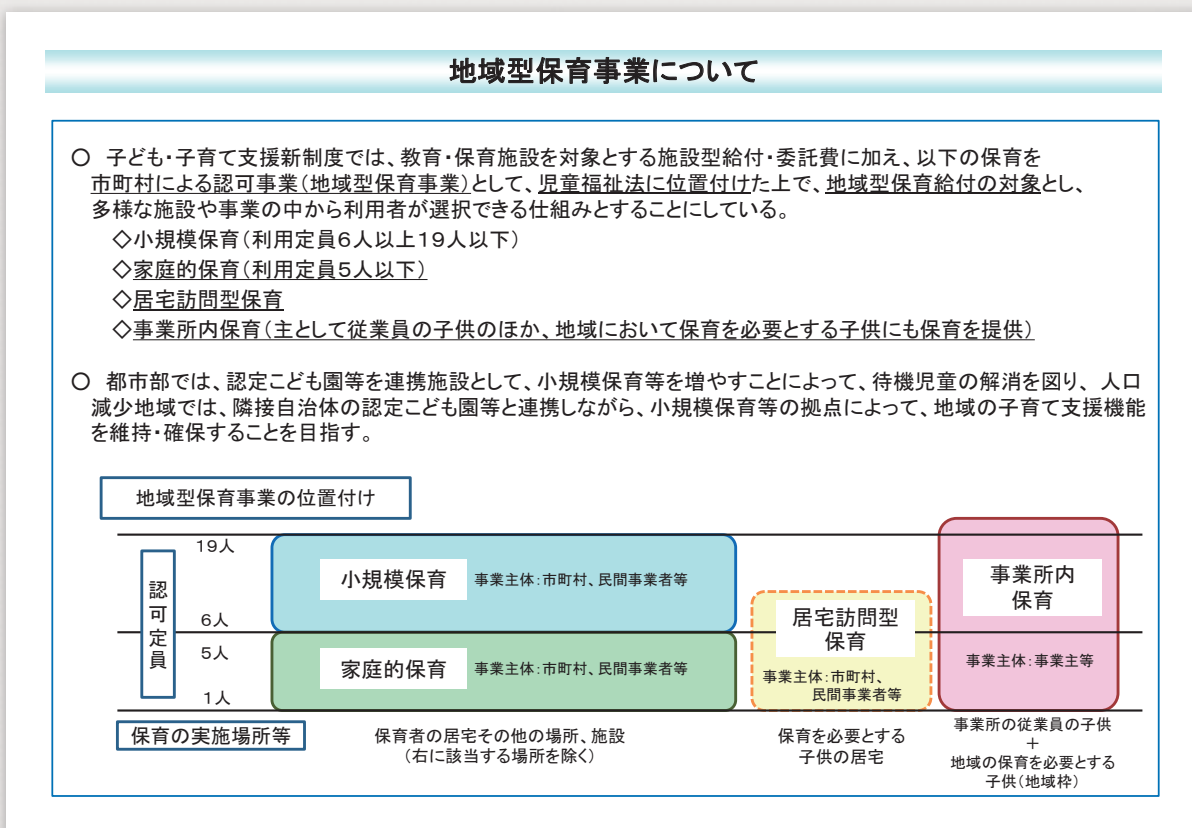 地域型保育事業について
○ 子ども・子育て支援新制度では、教育・保育施設を対象とする施設型給付・委託費に加え、以下の保育を
市町村による認可事業(地域型保育事業)として、児童福祉法に位置付けた上で、地域型保育給付の対象とし、
多様な施設や事業の中から利用者が選択できる仕組みとすることにしている。
◇小規模保育(利用定員6人以上19人以下)
◇家庭的保育(利用定員5人以下)
◇居宅訪問型保育
◇事業所内保育(主として従業員の子供のほか、地域において保育を必要とする子供にも保育を提供)
○ 都市部では、認定こども園等を連携施設として、小規模保育等を増やすことによって、待機児童の解消を図り、人口
減少地域では、隣接自治体の認定こども園等と連携しながら、小規模保育等の拠点によって、地域の子育て支援機能
を維持・確保することを目指す。
地域型保育事業の位置付け
認可定員
19人
6人
5人
1人
小規模保育 事業主体:市町村、民間事業者等
家庭的保育 事業主体:市町村、民間事業者等
居宅訪問型
保育
事業主体:市町村、
民間事業者等
事業所内
保育
事業主体:事業主等
保育の実施場所等
保育者の居宅その他の場所、施設
(右に該当する場所を除く)
保育を必要とする
子供の居宅
事業所の従業員の子供
+
地域の保育を必要とする
子供(地域枠)